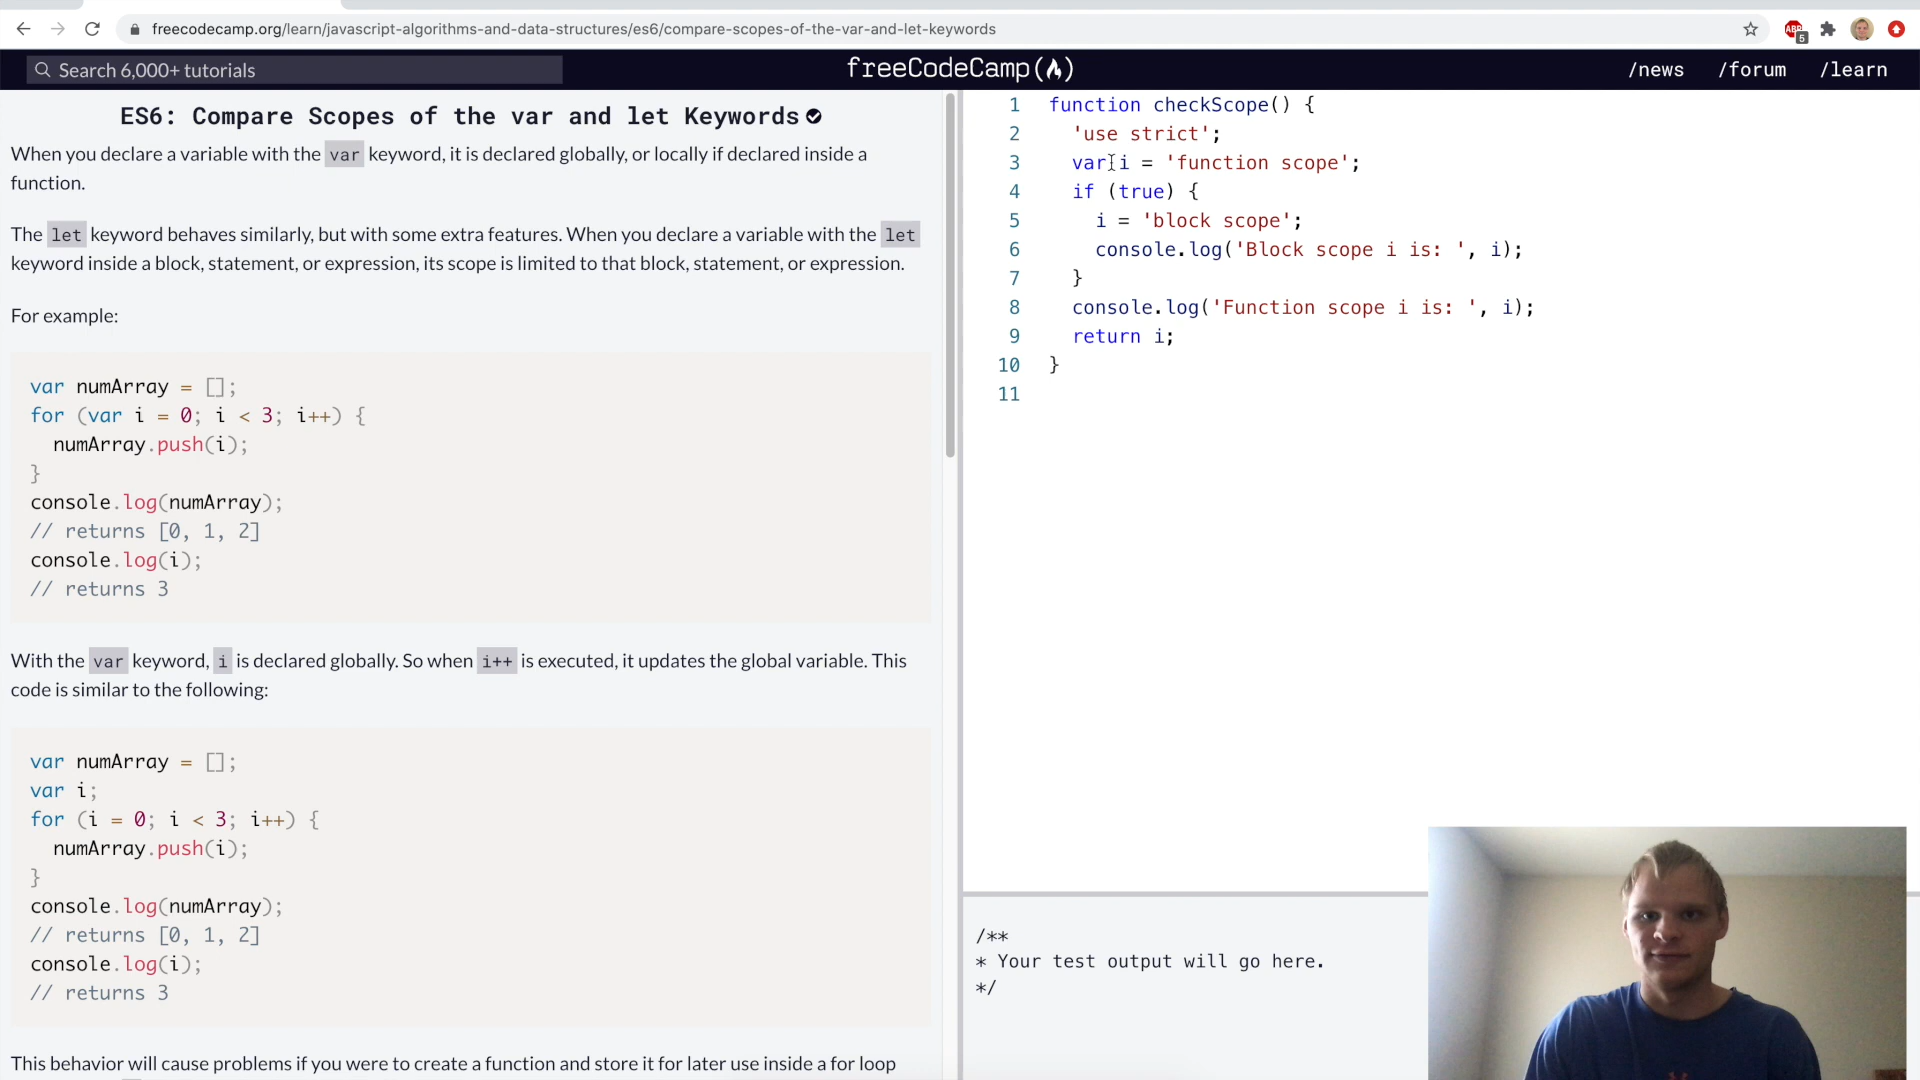 freecodecamp.org/learn/javascript-algorithms-and-data-structures/es6/compare-scopes-of-the-var-and-let-keywords
ABP
5
Search 6,000+ tutorials
freeCodeCamp
/news
/forum
/learn
ES6: Compare Scopes of the var and let Keywords
When you declare a variable with the var keyword, it is declared globally, or locally if declared inside a
function.
The let keyword behaves similarly, but with some extra features. When you declare a variable with the let
keyword inside a block, statement, or expression, its scope is limited to that block, statement, or expression.
For example:
var numArray = [];
for (var i = 0; i < 3; i++) {
  numArray.push(i);
}
console.log(numArray);
// returns [0, 1, 2]
console.log(i);
// returns 3
With the var keyword, i is declared globally. So when i++ is executed, it updates the global variable. This
code is similar to the following:
var numArray = [];
var i;
for (i = 0; i < 3; i++) {
  numArray.push(i);
}
console.log(numArray);
// returns [0, 1, 2]
console.log(i);
// returns 3
This behavior will cause problems if you were to create a function and store it for later use inside a for loop
1 function checkScope() {
2   'use strict';
3   var i = 'function scope';
4   if (true) {
5     i = 'block scope';
6     console.log('Block scope i is: ', i);
7   }
8   console.log('Function scope i is: ', i);
9   return i;
10 }
11
/**
* Your test output will go here.
*/